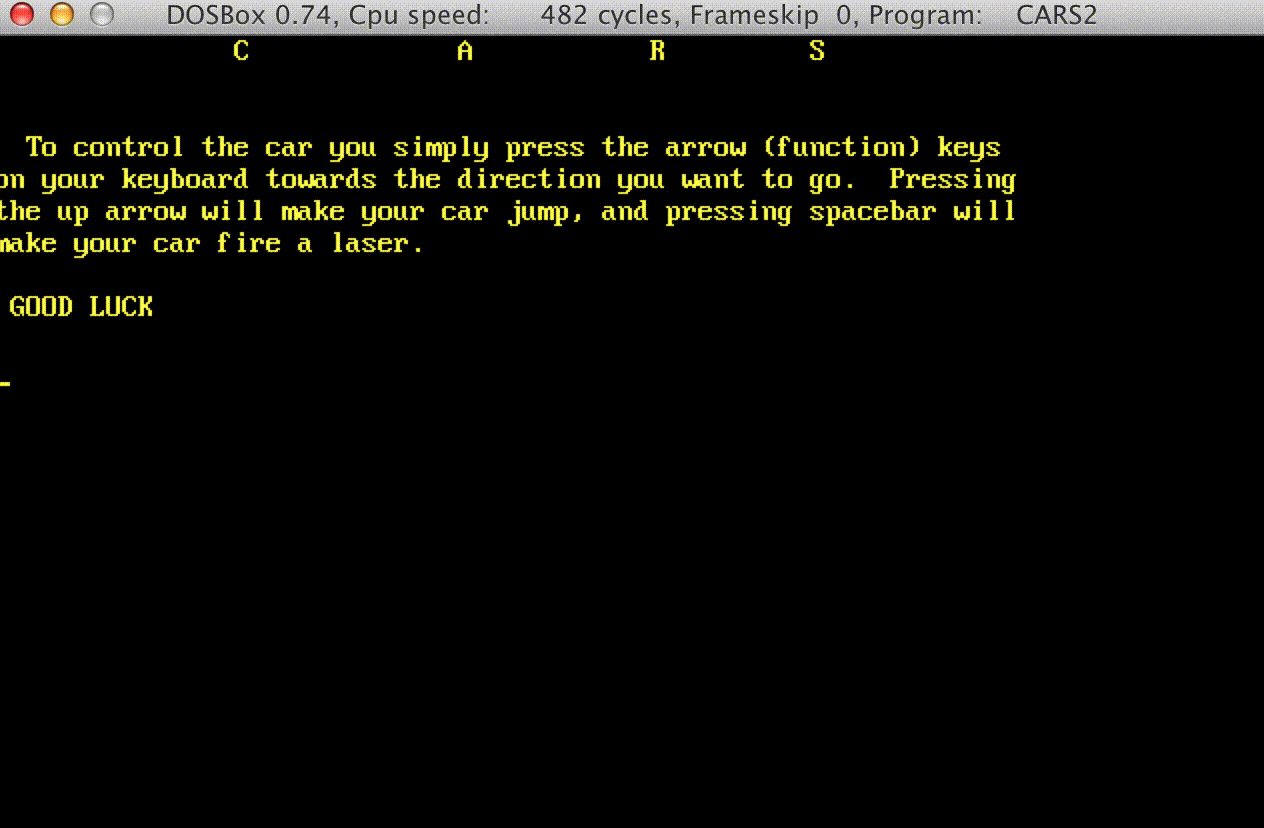 DOSBox 0.74, Cpu speed: 482 cycles, Frameskip 0, Program: CARS2
C A R S
To control the car you simply press the arrow (function) keys
on your keyboard towards the direction you want to go. Pressing
the up arrow will make your car jump, and pressing spacebar will
make your car fire a laser.
GOOD LUCK